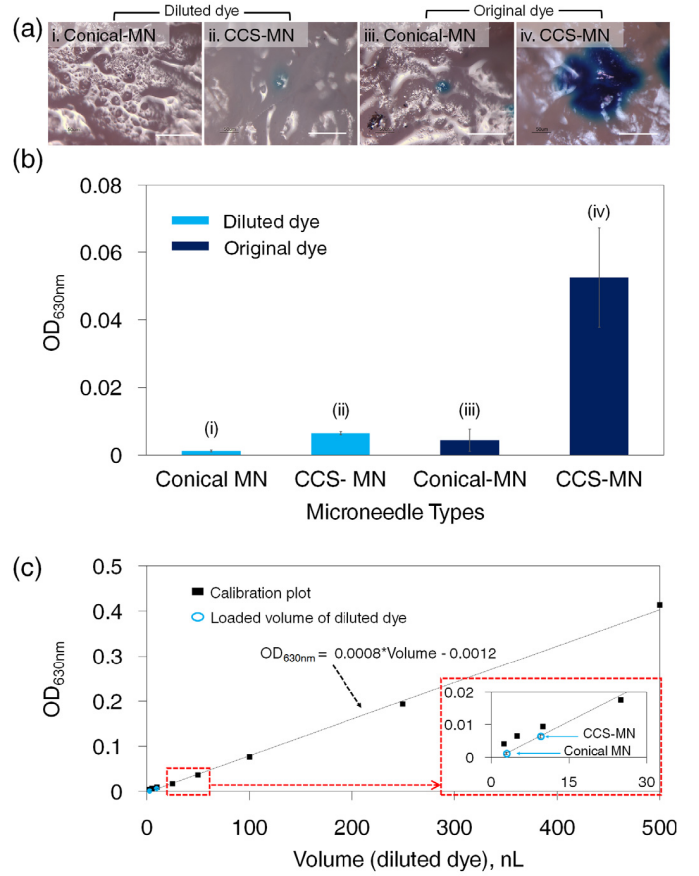 (a)
Diluted dye
Original dye
i. Conical-MN
ii. CCS-MN
iii. Conical-MN
iv. CCS-MN
(b)
0.08
0.06
0.04
0.02
0
OD630nm
Diluted dye
Original dye
(i)
(ii)
(iii)
(iv)
Conical MN
CCS- MN
Conical-MN
CCS-MN
Microneedle Types
(c)
0.5
0.4
0.3
0.2
0.1
0
OD630nm
Calibration plot
Loaded volume of diluted dye
OD630nm = 0.0008*Volume - 0.0012
0.02
0.01
0
CCS-MN
Conical MN
0
15
30
0
100
200
300
400
500
Volume (diluted dye), nL